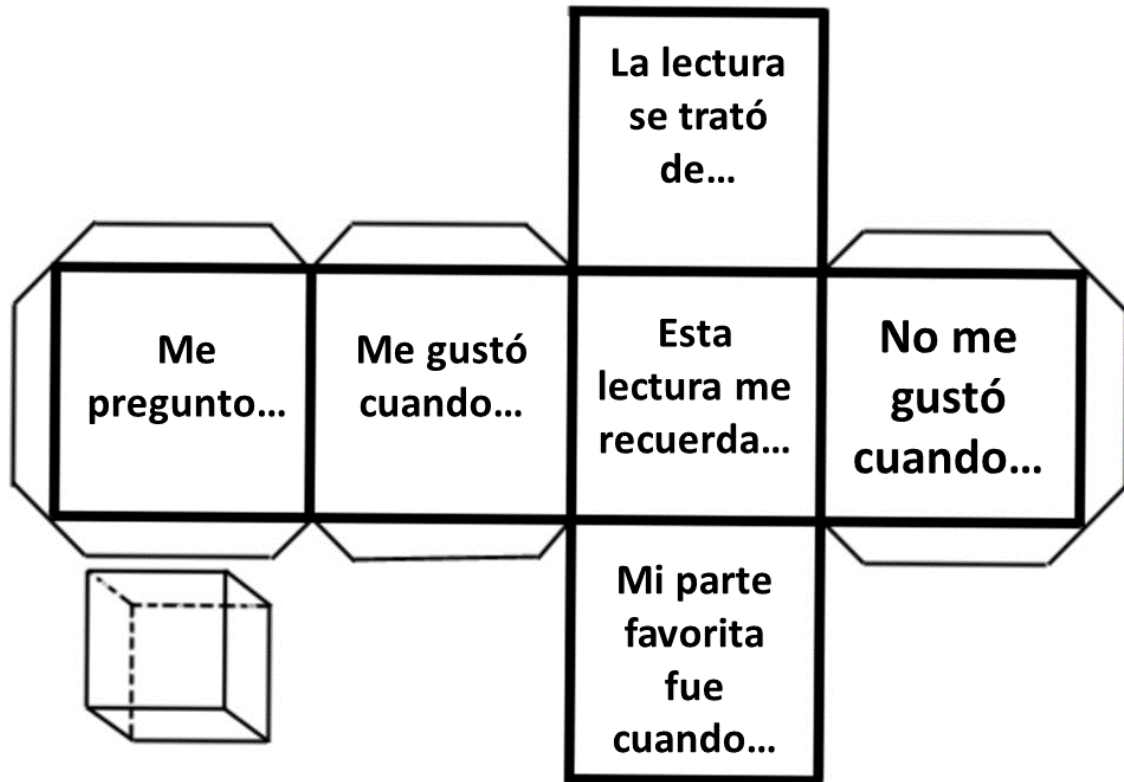 La lectura
se trató
de…
Me
pregunto…
Me gustó
cuando…
Esta
lectura me
recuerda…
No me
gustó
cuando…
Mi parte
favorita
fue
cuando…